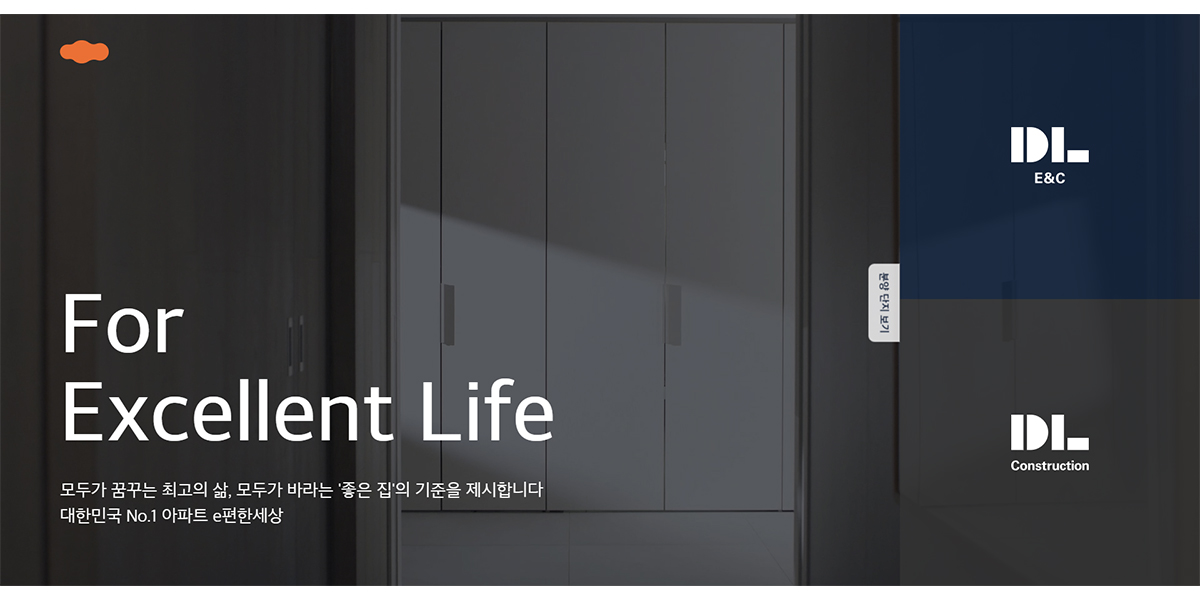 For
Excellent Life
모두가 꿈꾸는 최고의 삶, 모두가 바라는 '좋은 집'의 기준을 제시합니다
대한민국 No.1 아파트 e편한세상
분양 단지 보기
DL
E&C
DL
Construction